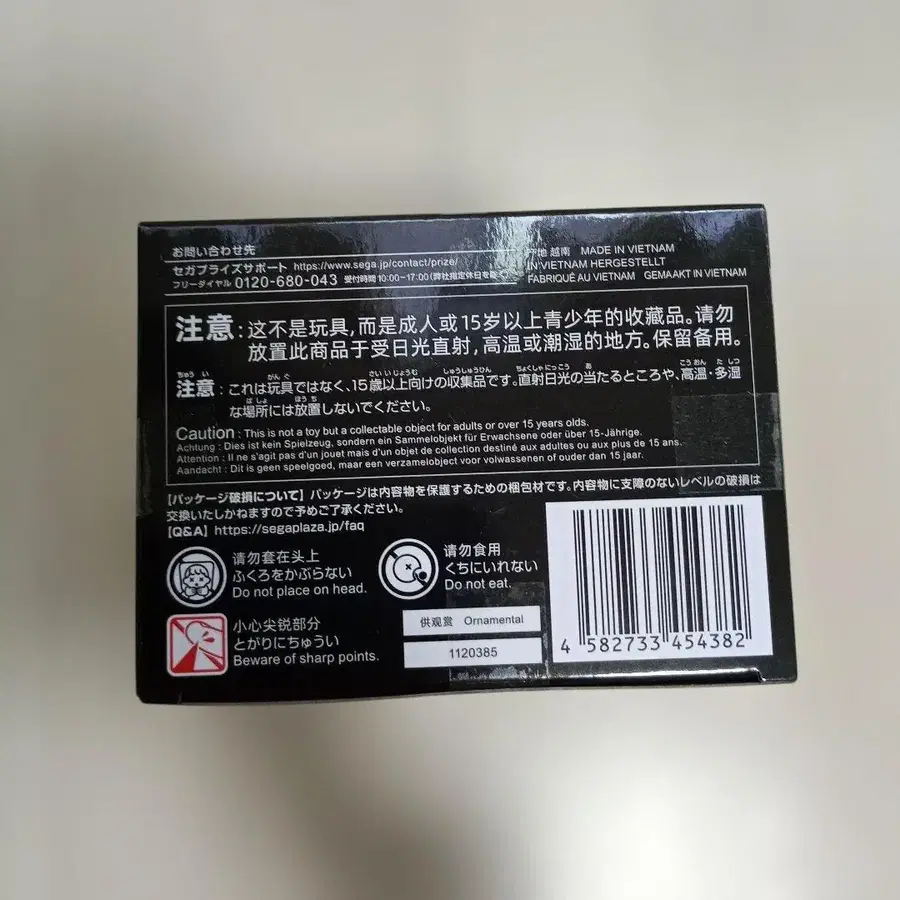 お問い合わせ先
セガプライズサポート https://www.sega.jp/contact/prize/
フリーダイヤル 0120-680-043 受付時間 10:00~17:00(弊社指定休日を除く)
地 越南 MADE IN VIETNAM
IN VIETNAM HERGESTELLT
FABRIQUÉ AU VIETNAM GEMAAKT IN VIETNAM
注意:这不是玩具,而是成人或15岁以上青少年的收藏品。请勿
放置此商品于受日光直射,高温或潮湿的地方。保留备用。
注意:これは玩具ではなく、15歳以上向けの収集品です。直射日光の当たるところや、高温・多湿
な場所には放置しないでください。
Caution : This is not a toy but a collectable object for adults or over 15 years olds.
Achtung : Dies ist kein Spielzeug, sondern ein Sammelobjekt für Erwachsene oder über 15-Jährige.
Attention : Il ne s'agit pas d'un jouet mais d'un objet de collection destiné aux adultes ou aux plus de 15 ans.
Aandacht : Dit is geen speelgoed, maar een verzamelobject voor volwassenen of ouder dan 15 jaar.
【パッケージ破損について】パッケージは内容物を保護するための梱包材です。内容物に支障のないレベルの破損は
交換いたしかねますので予めご了承ください。
【Q&A】https://segaplaza.jp/faq
请勿套在头上
ふくろをかぶらない
Do not place on head.
请勿食用
くちにいれない
Do not eat.
小心尖锐部分
とがりにちゅうい
Beware of sharp points.
供观赏 Ornamental
1120385
4 582733 454382